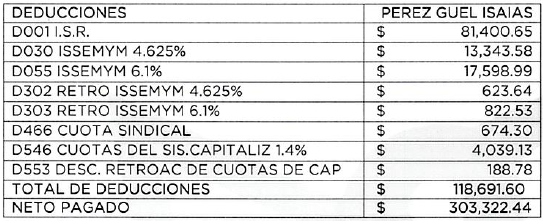 DEDUCCIONES PEREZ GUEL ISAIAS
D001 I.S.R. $ 81,400.65
D030 ISSEMYM 4.625% $ 13,343.58
D055 ISSEMYM 6.1% $ 17,598.99
D302 RETRO ISSEMYM 4.625% $ 623.64
D303 RETRO ISSEMYM 6.1% $ 822.53
D466 CUOTA SINDICAL $ 674.30
D546 CUOTAS DEL SIS.CAPITALIZ 1.4% $ 4,039.13
D553 DESC. RETROAC DE CUOTAS DE CAP $ 188.78
TOTAL DE DEDUCCIONES $ 118,691.60
NETO PAGADO $ 303,322.44